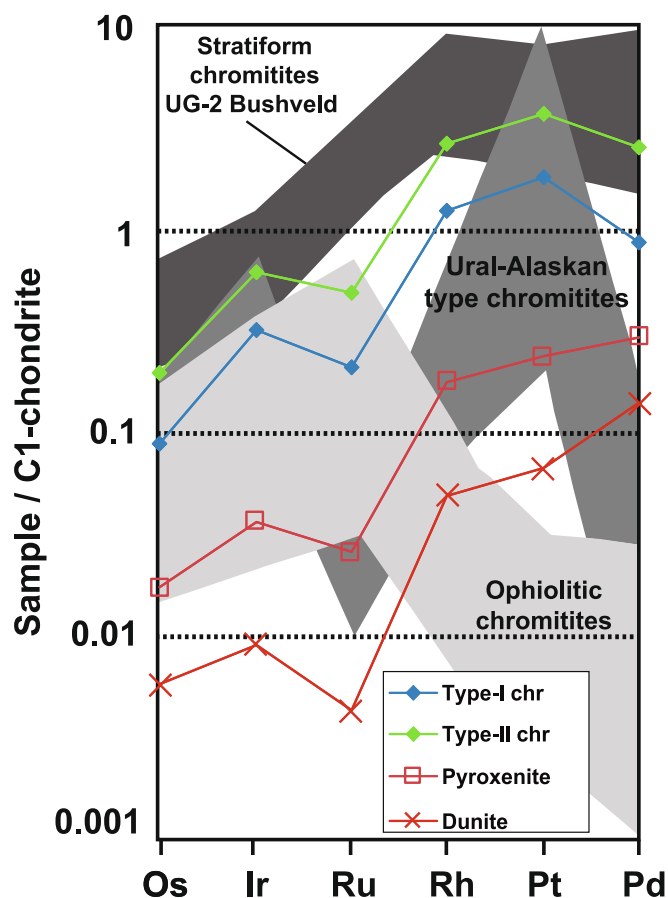 10
Stratiform
chromitites
UG-2 Bushveld
1
Ural-Alaskan
type chromitites
0.1
Sample / C1-chondrite
Ophiolitic
chromitites
0.01
Type-I chr
Type-II chr
Pyroxenite
Dunite
0.001
Os Ir Ru Rh Pt Pd